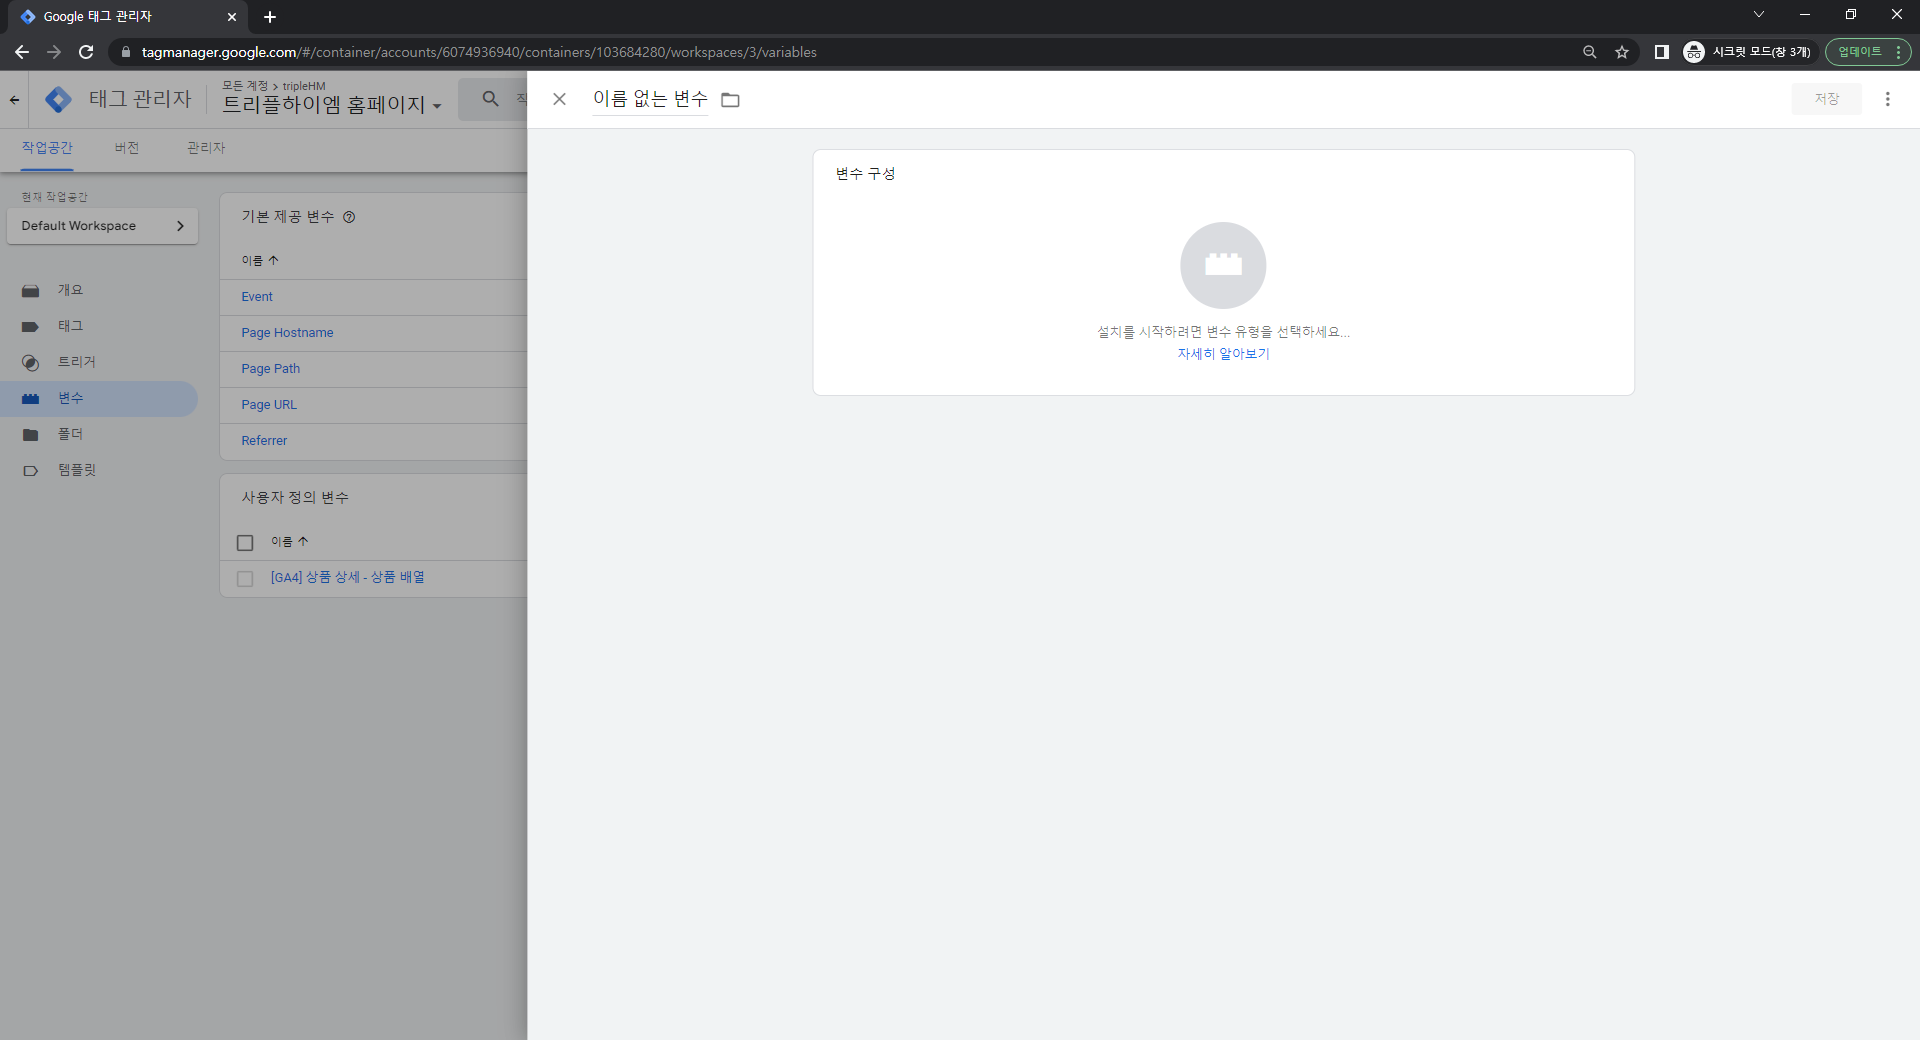 Google 태그 관리자
tagmanager.google.com/#/container/accounts/6074936940/containers/103684280/workspaces/3/variables
시크릿 모드(창 3개)
업데이트
태그 관리자
모든 계정 > tripleHM
트리플하이엠 홈페이지
이름 없는 변수
저장
작업공간
버전
관리자
현재 작업공간
Default Workspace
개요
태그
트리거
변수
폴더
템플릿
기본 제공 변수
이름
Event
Page Hostname
Page Path
Page URL
Referrer
사용자 정의 변수
이름
[GA4] 상품 상세 - 상품 배열
변수 구성
설치를 시작하려면 변수 유형을 선택하세요...
자세히 알아보기